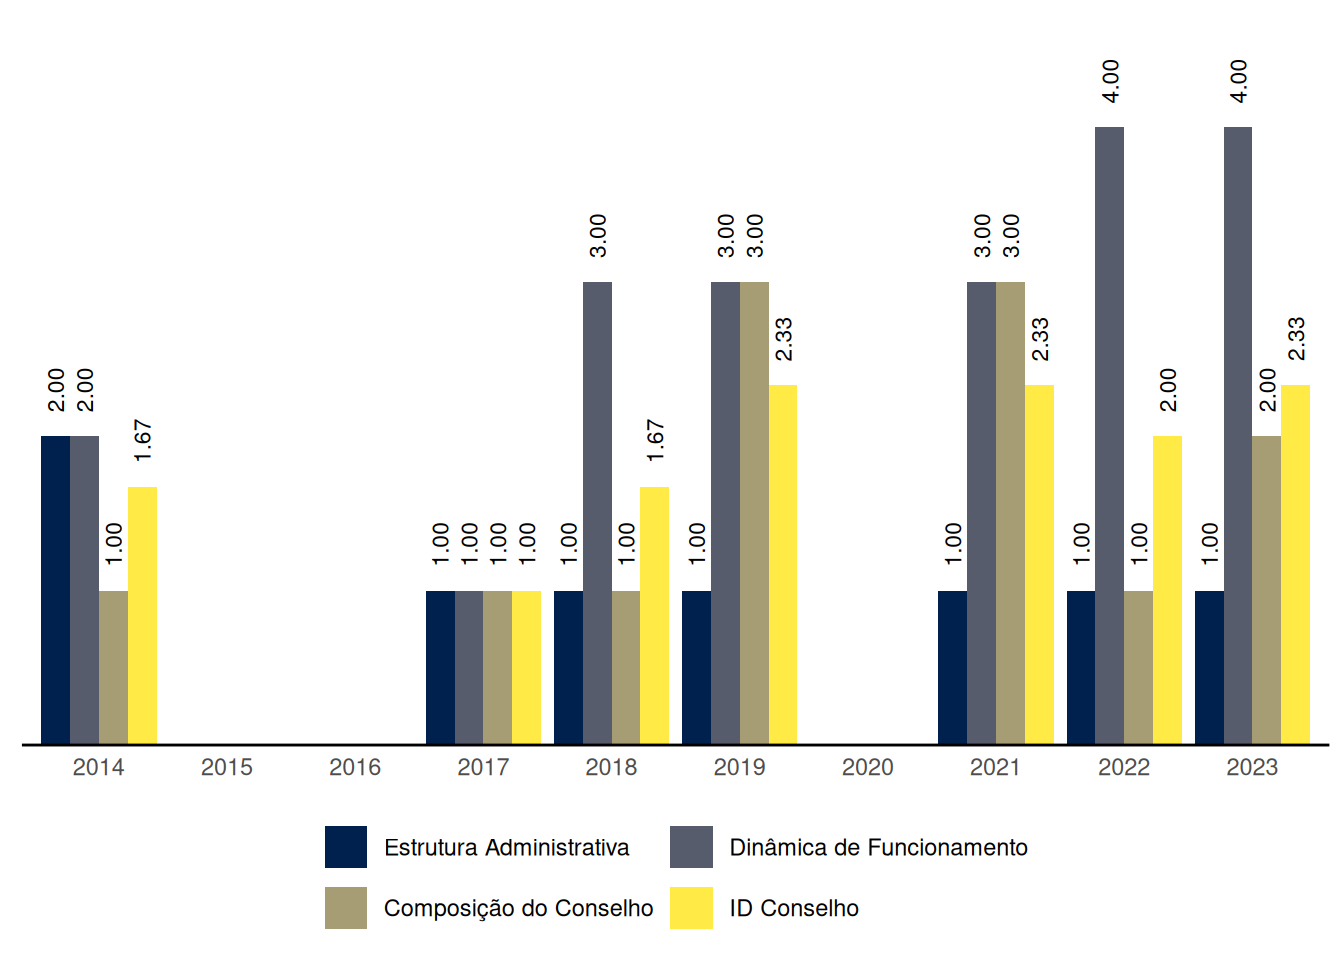 2.00 2.00 1.00 1.67
1.00 1.00 1.00 1.00
1.00 3.00 1.00 1.67
1.00 3.00 3.00 2.33
1.00 3.00 3.00 2.33
1.00 4.00 1.00 2.00
1.00 4.00 2.00 2.33
2014 2015 2016 2017 2018 2019 2020 2021 2022 2023
Estrutura Administrativa Dinâmica de Funcionamento
Composição do Conselho ID Conselho